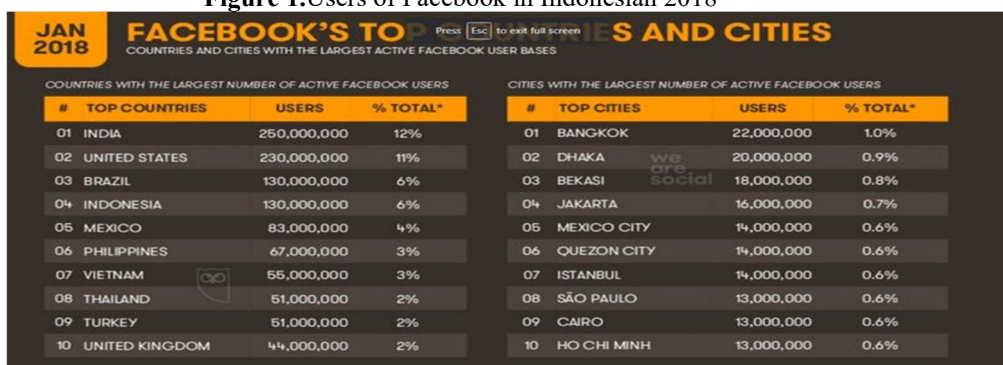 Figure 1.Users of Facebook in Indonesian 2018
JAN
2018
FACEBOOK'S TOP COUNTRIES AND CITIES
Press Esc to exit full screen
COUNTRIES AND CITIES WITH THE LARGEST ACTIVE FACEBOOK USER BASES
COUNTRIES WITH THE LARGEST NUMBER OF ACTIVE FACEBOOK USERS
# TOP COUNTRIES USERS % TOTAL*
01 INDIA 250,000,000 12%
02 UNITED STATES 230,000,000 11%
03 BRAZIL 130,000,000 6%
04 INDONESIA 130,000,000 6%
05 MEXICO 83,000,000 4%
06 PHILIPPINES 67,000,000 3%
07 VIETNAM 55,000,000 3%
08 THAILAND 51,000,000 2%
09 TURKEY 51,000,000 2%
10 UNITED KINGDOM 44,000,000 2%
CITIES WITH THE LARGEST NUMBER OF ACTIVE FACEBOOK USERS
# TOP CITIES USERS % TOTAL*
01 BANGKOK 22,000,000 1.0%
02 DHAKA 20,000,000 0.9%
03 BEKASI 18,000,000 0.8%
04 JAKARTA 16,000,000 0.7%
05 MEXICO CITY 14,000,000 0.6%
06 QUEZON CITY 14,000,000 0.6%
07 ISTANBUL 14,000,000 0.6%
08 SÃO PAULO 13,000,000 0.6%
09 CAIRO 13,000,000 0.6%
10 HO CHI MINH 13,000,000 0.6%
we
are
social